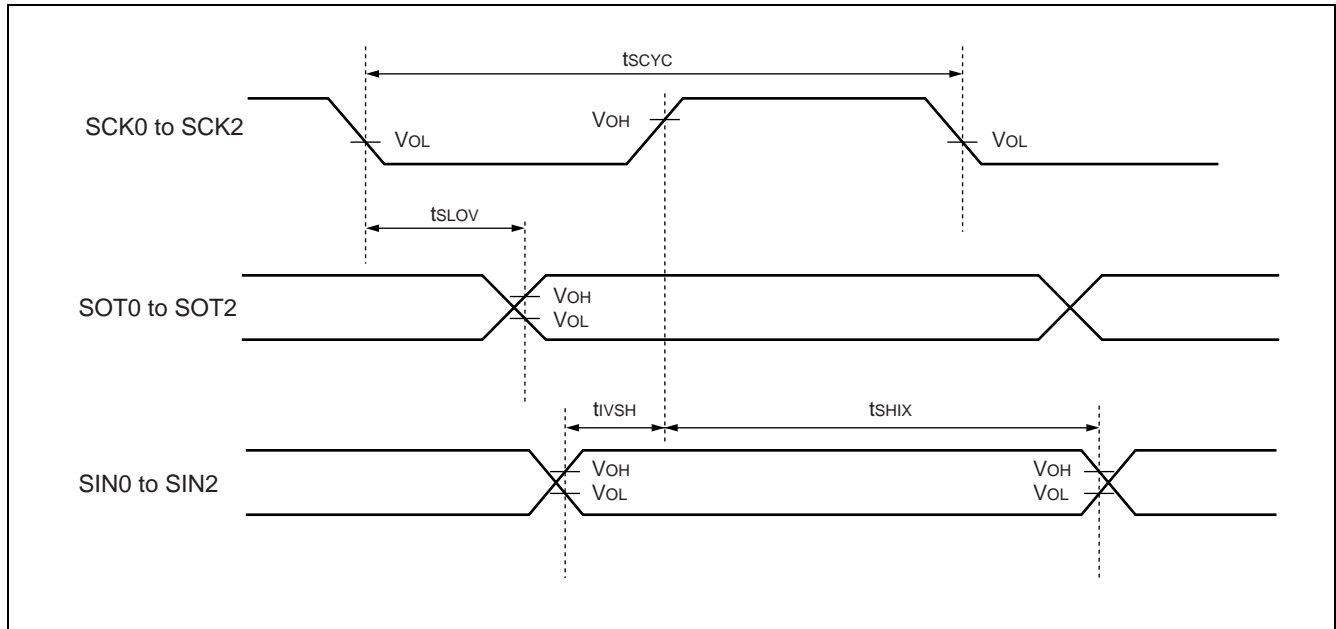 tSCYC
SCK0 to SCK2
VOL
VOH
VOL
tSLOV
SOT0 to SOT2
VOH
VOL
tIVSH
tSHIX
SIN0 to SIN2
VOH
VOL
VOH
VOL